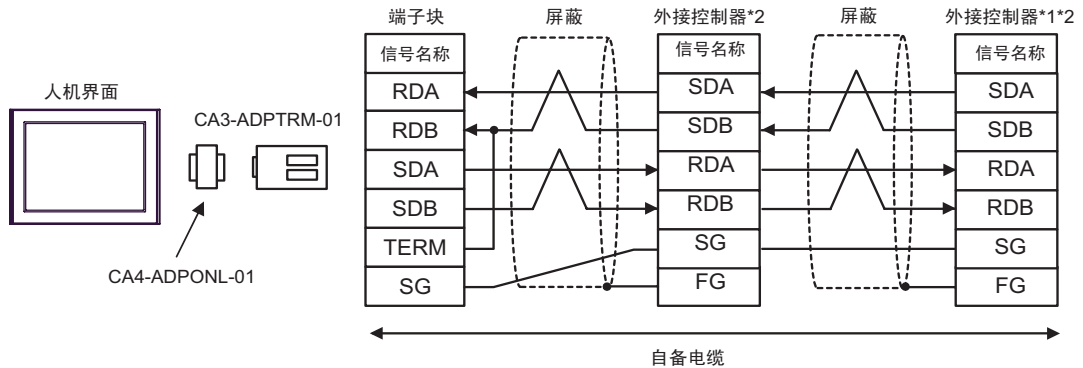 人机界面
CA3-ADPTRM-01
CA4-ADPONL-01
端子块
信号名称
RDA
RDB
SDA
SDB
TERM
SG
屏蔽
外接控制器*2
信号名称
SDA
SDB
RDA
RDB
SG
FG
屏蔽
外接控制器*1*2
信号名称
SDA
SDB
RDA
RDB
SG
FG
自备电缆